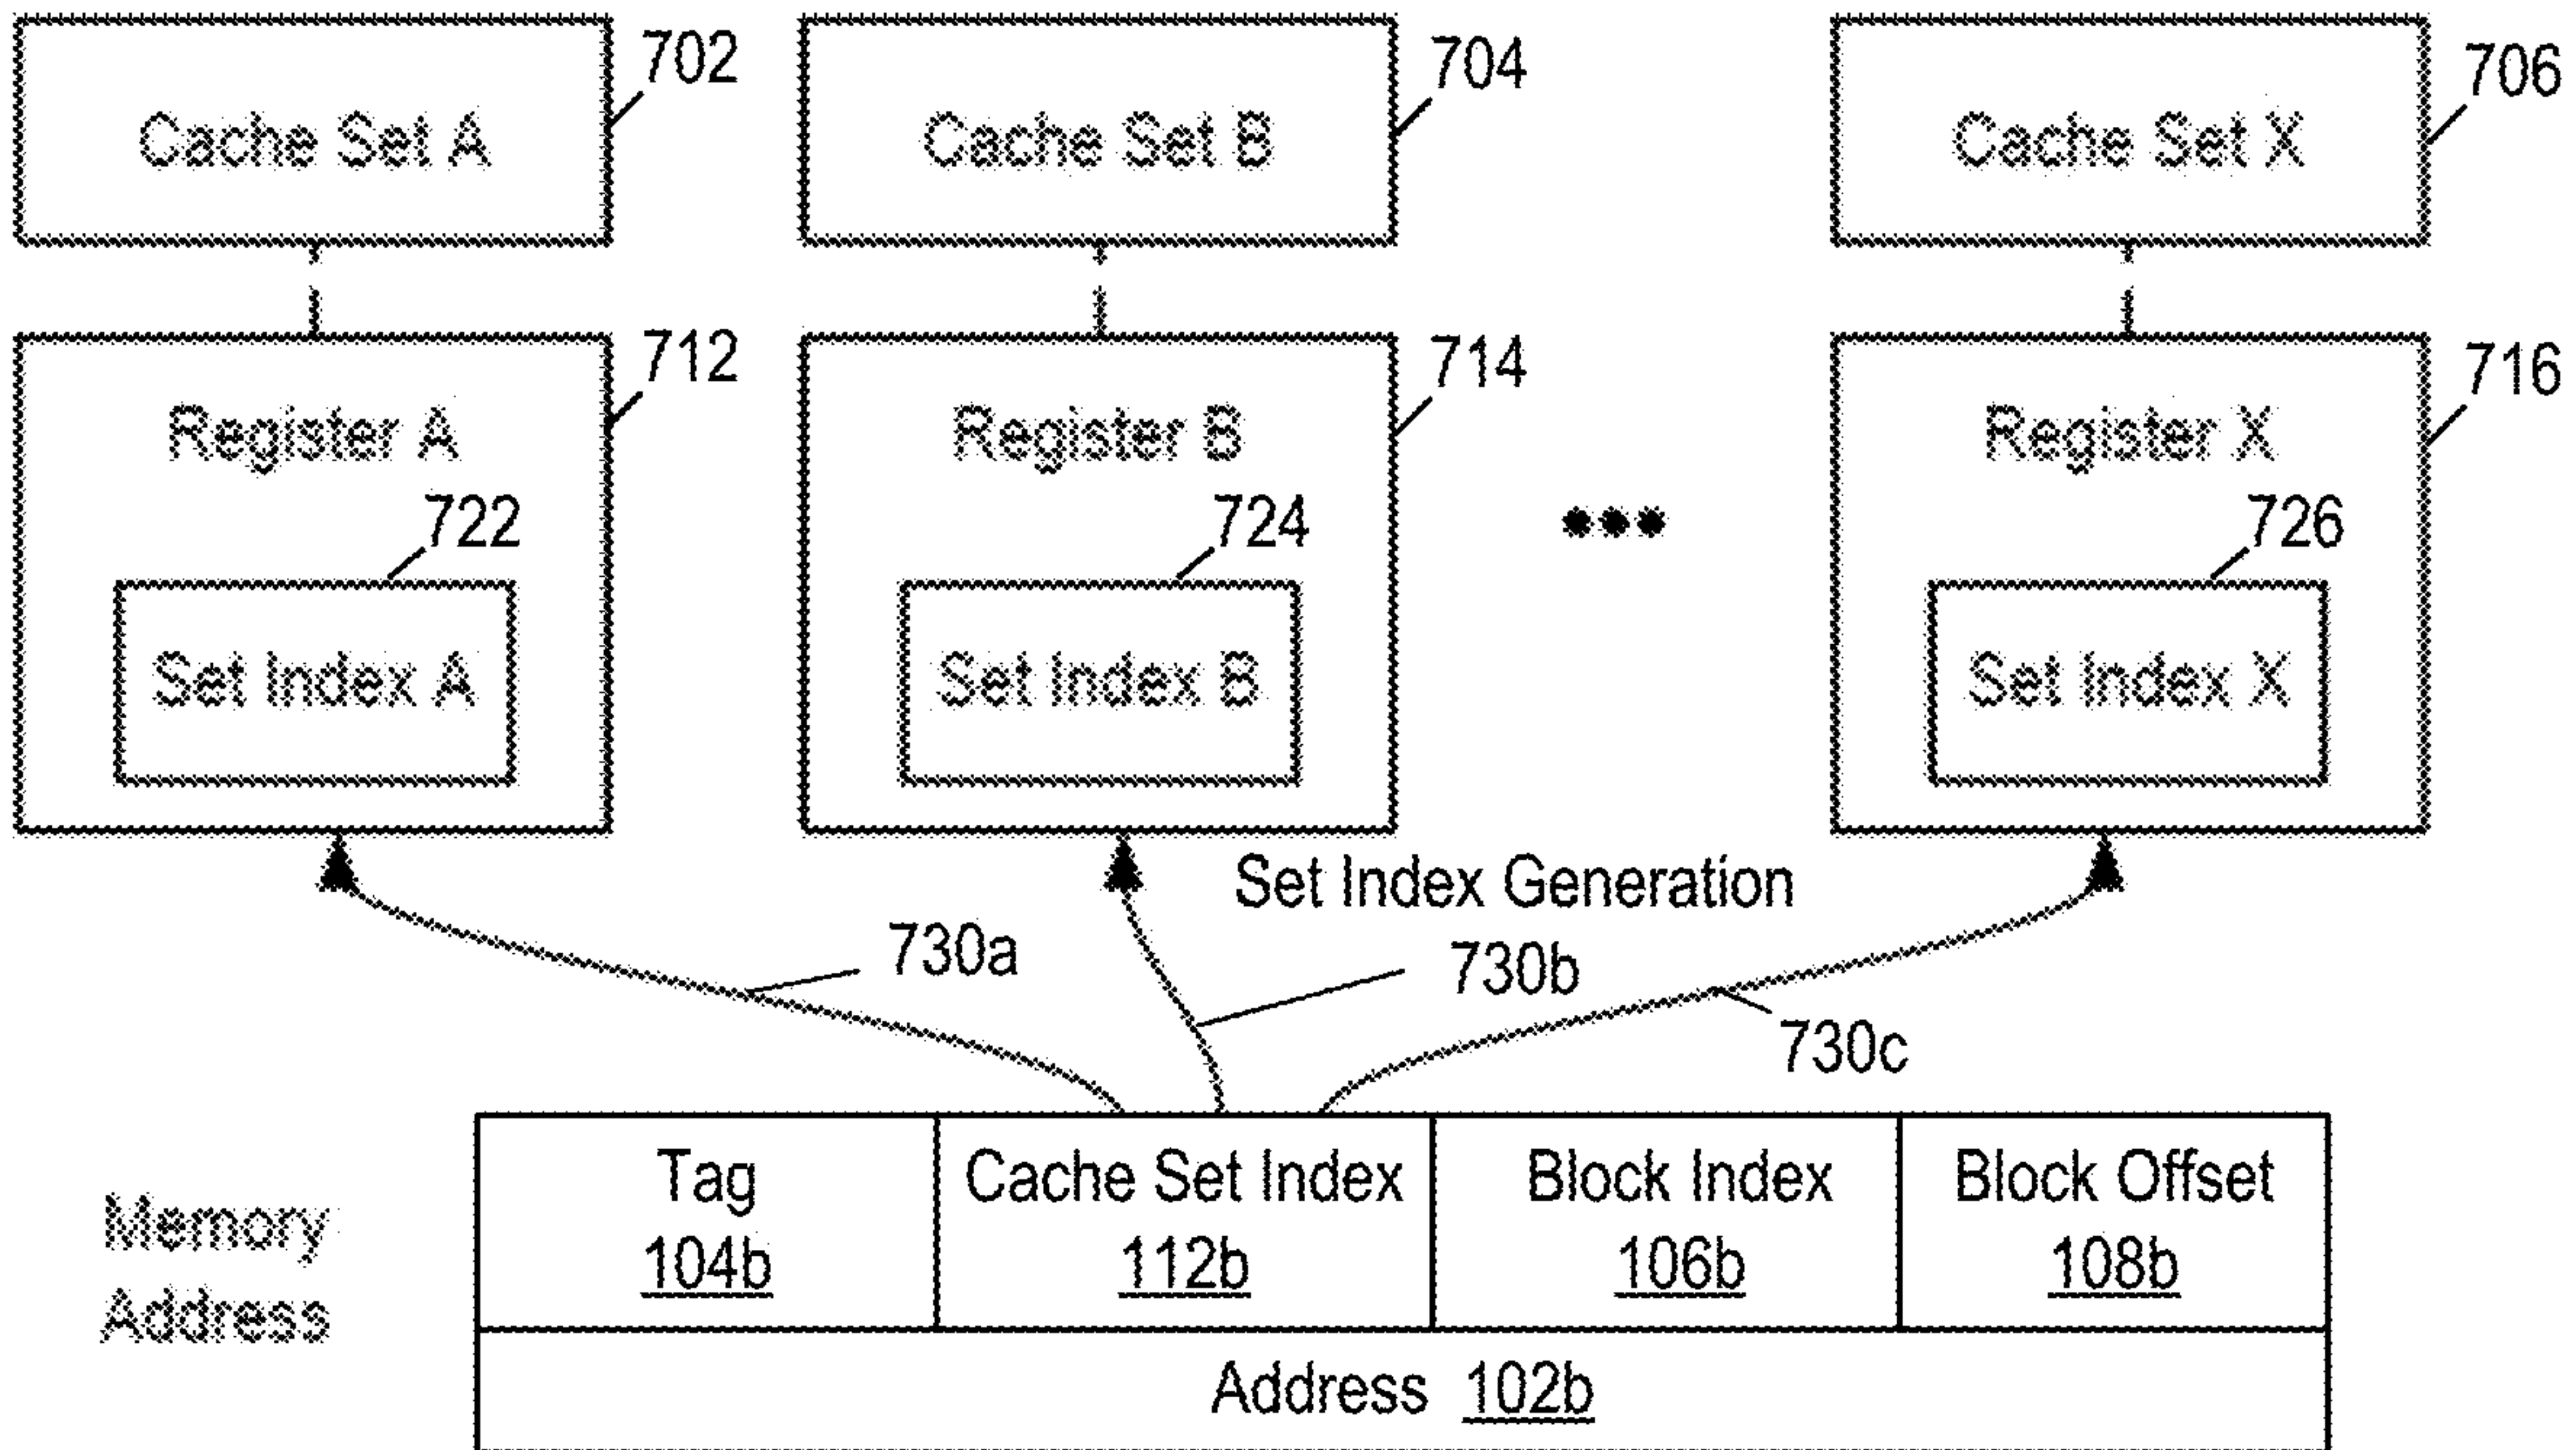 702
704
706
Cache Set A
Cache Set B
Cache Set X
712
714
716
Register A
Register B
Register X
722
724
726
•••
Set Index A
Set Index B
Set Index X
Set Index Generation
730a
730b
730c
Memory
Address
Tag
104b
Cache Set Index
112b
Block Index
106b
Block Offset
108b
Address 102b